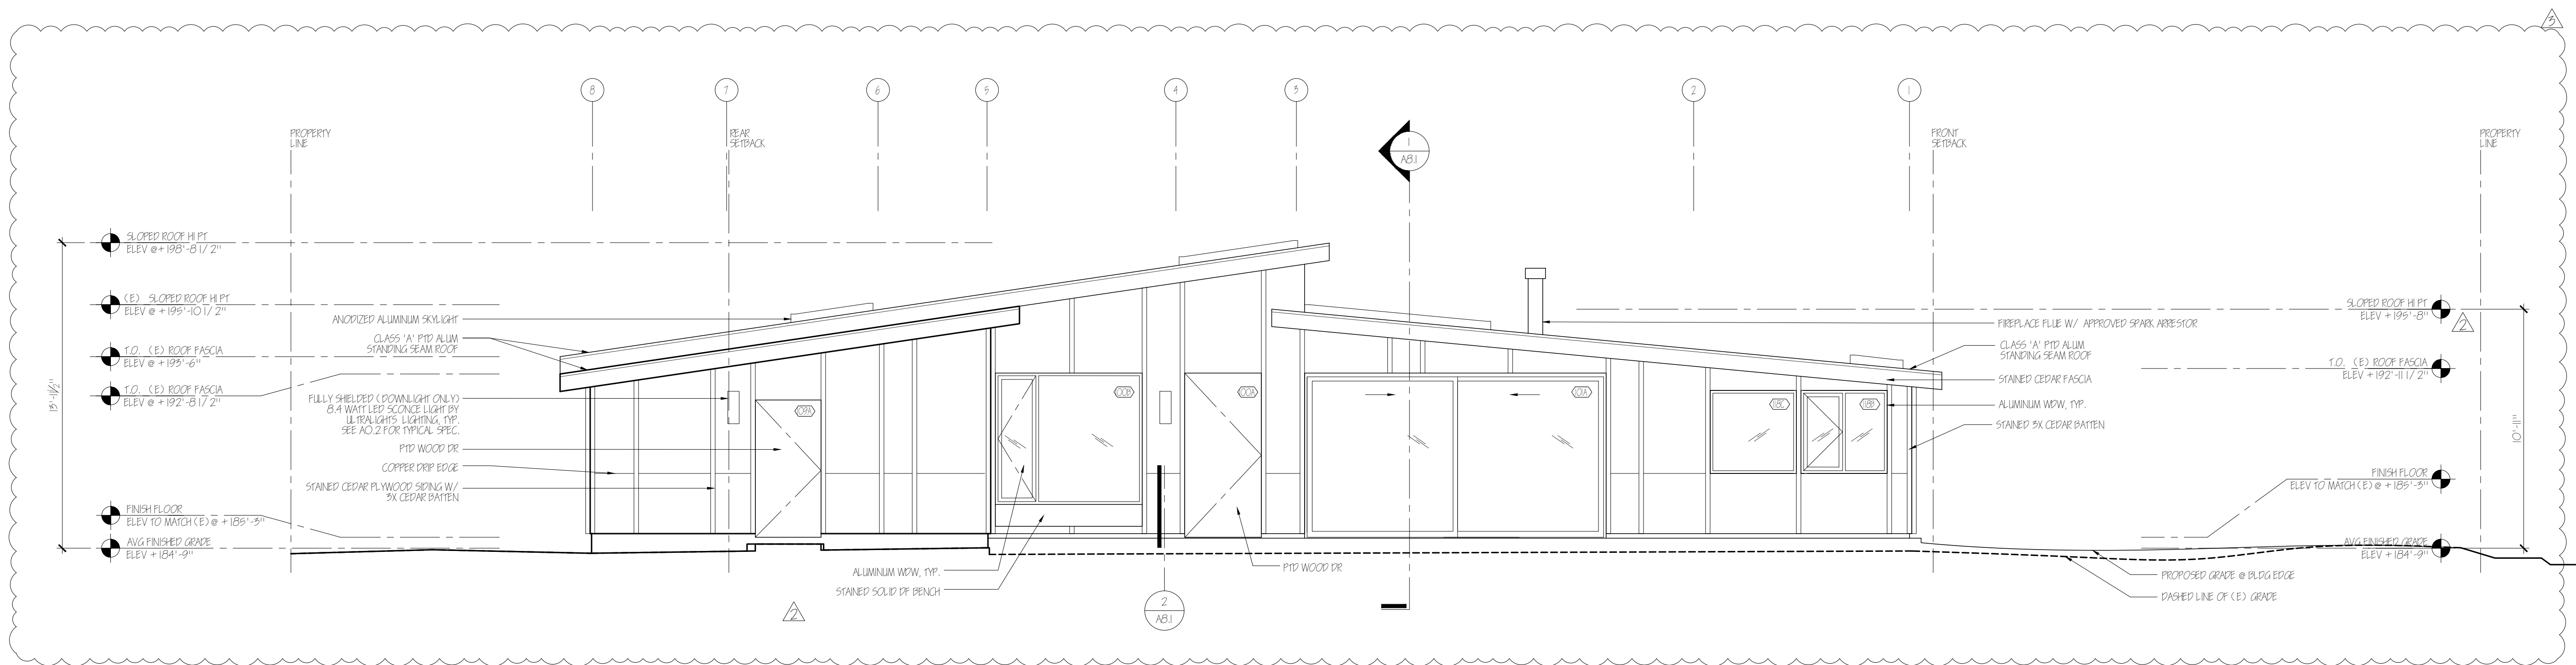 3
8
7
6
5
4
3
2
1
PROPERTY
LINE
REAR
SETBACK
FRONT
SETBACK
PROPERTY
LINE
1
A8.1
SLOPED ROOF HI PT
ELEV @ + 198'-8 1/2"
(E) SLOPED ROOF HI PT
ELEV @ + 195'-10 1/2"
T.O. (E) ROOF FASCIA
ELEV @ + 193'-6"
T.O. (E) ROOF FASCIA
ELEV @ + 192'-8 1/2"
13'-11½"
FINISH FLOOR
ELEV TO MATCH (E) @ + 185'-3"
AVG FINISHED GRADE
ELEV + 184'-9"
ANODIZED ALUMINUM SKYLIGHT
CLASS 'A' PTD ALUM
STANDING SEAM ROOF
FULLY SHIELDED (DOWNLIGHT ONLY)
8.4 WATT LED SCONCE LIGHT BY
ULTRALIGHTS LIGHTING, TYP.
SEE A0.2 FOR TYPICAL SPEC.
PTD WOOD DR
COPPER DRIP EDGE
STAINED CEDAR PLYWOOD SIDING W/
3X CEDAR BATTEN
109A
100B
100A
101A
118C
118B
ALUMINUM WDW, TYP.
STAINED SOLID DF BENCH
PTD WOOD DR
2
2
A8.1
FIREPLACE FLUE W/ APPROVED SPARK ARRESTOR
CLASS 'A' PTD ALUM
STANDING SEAM ROOF
STAINED CEDAR FASCIA
ALUMINUM WDW, TYP.
STAINED 3X CEDAR BATTEN
SLOPED ROOF HI PT
ELEV + 195'-8"
2
T.O. (E) ROOF FASCIA
ELEV + 192'-11 1/2"
10'-11"
FINISH FLOOR
ELEV TO MATCH (E) @ + 185'-3"
AVG FINISHED GRADE
ELEV + 184'-9"
PROPOSED GRADE @ BLDG EDGE
DASHED LINE OF (E) GRADE